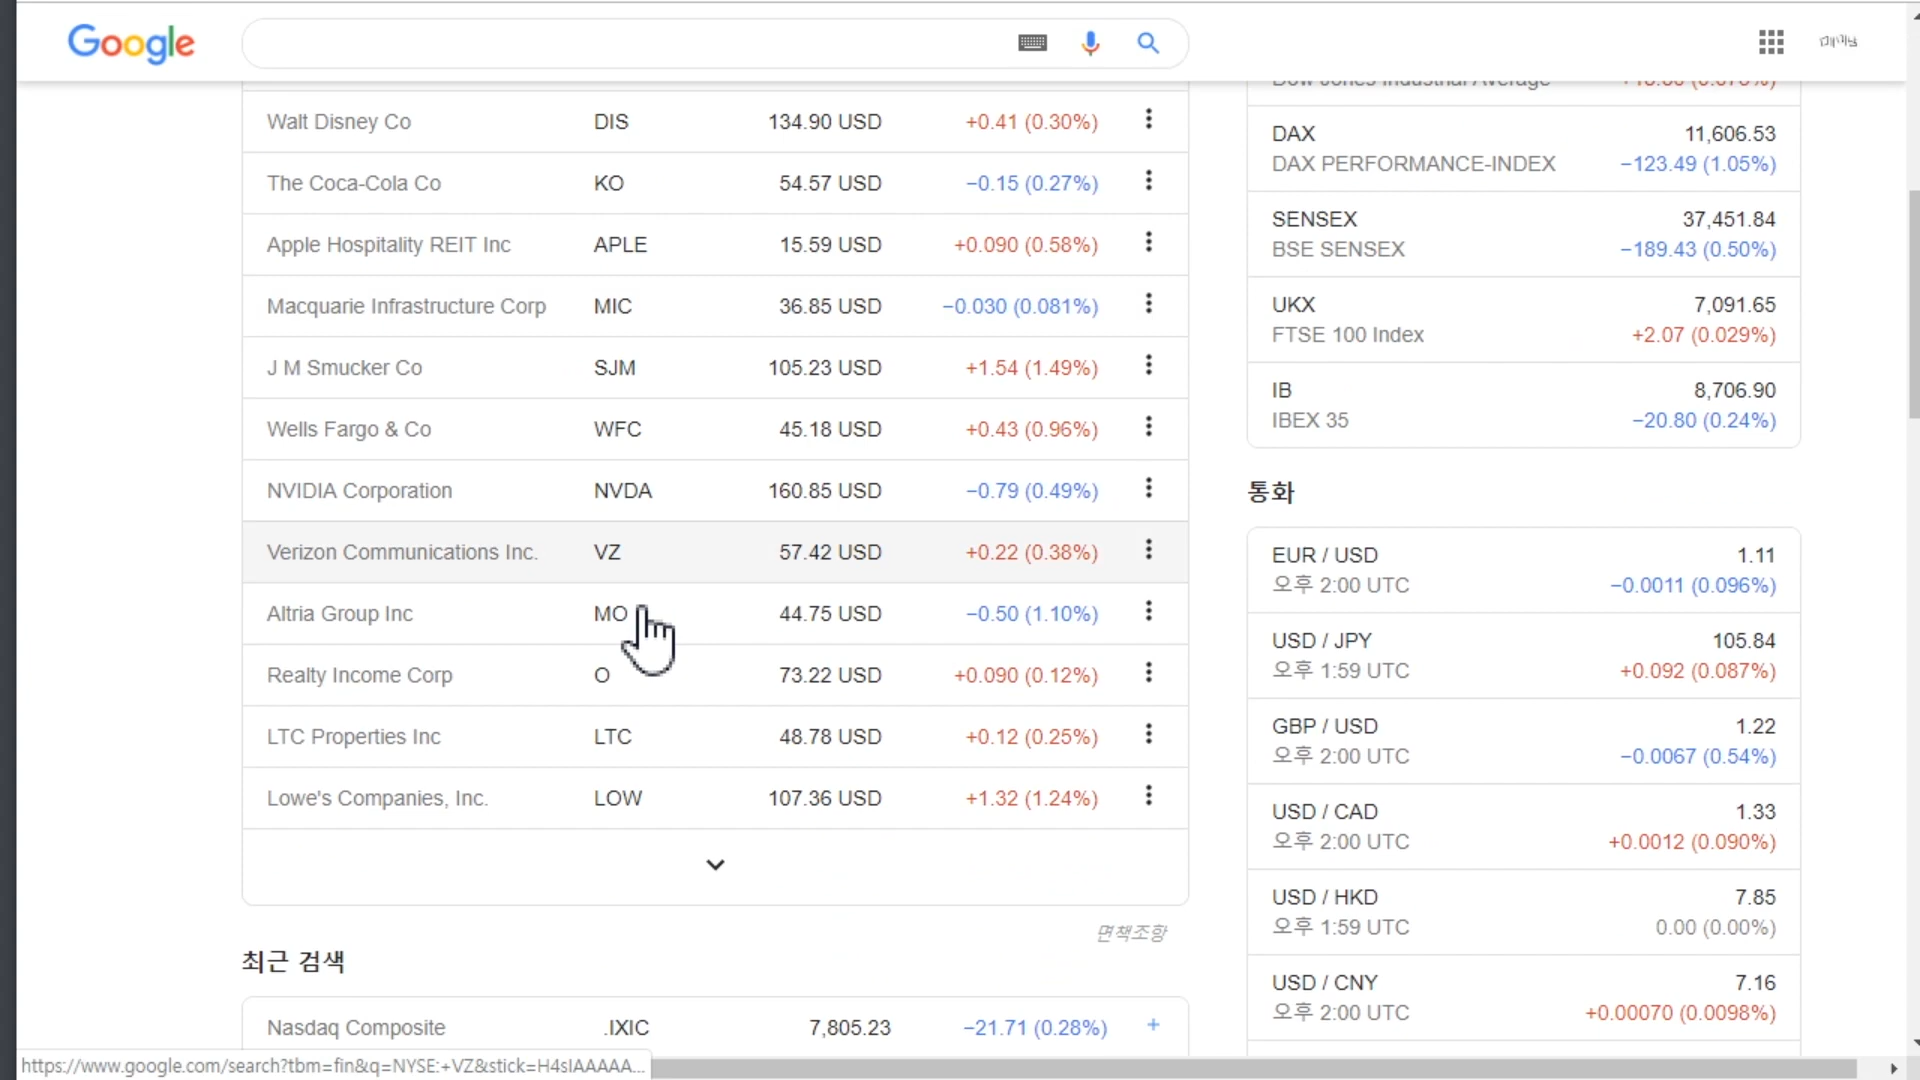 Google
Walt Disney Co DIS 134.90 USD +0.41 (0.30%)
The Coca-Cola Co KO 54.57 USD −0.15 (0.27%)
Apple Hospitality REIT Inc APLE 15.59 USD +0.090 (0.58%)
Macquarie Infrastructure Corp MIC 36.85 USD −0.030 (0.081%)
J M Smucker Co SJM 105.23 USD +1.54 (1.49%)
Wells Fargo & Co WFC 45.18 USD +0.43 (0.96%)
NVIDIA Corporation NVDA 160.85 USD −0.79 (0.49%)
Verizon Communications Inc. VZ 57.42 USD +0.22 (0.38%)
Altria Group Inc MO 44.75 USD −0.50 (1.10%)
Realty Income Corp O 73.22 USD +0.090 (0.12%)
LTC Properties Inc LTC 48.78 USD +0.12 (0.25%)
Lowe's Companies, Inc. LOW 107.36 USD +1.32 (1.24%)
면책조항
최근 검색
Nasdaq Composite .IXIC 7,805.23 −21.71 (0.28%) +
https://www.google.com/search?tbm=fin&q=NYSE:+VZ&stick=H4sIAAAAA...
Dow Jones Industrial Average
DAX 11,606.53
DAX PERFORMANCE-INDEX −123.49 (1.05%)
SENSEX 37,451.84
BSE SENSEX −189.43 (0.50%)
UKX 7,091.65
FTSE 100 Index +2.07 (0.029%)
IB 8,706.90
IBEX 35 −20.80 (0.24%)
통화
EUR / USD 1.11
오후 2:00 UTC −0.0011 (0.096%)
USD / JPY 105.84
오후 1:59 UTC +0.092 (0.087%)
GBP / USD 1.22
오후 2:00 UTC −0.0067 (0.54%)
USD / CAD 1.33
오후 2:00 UTC +0.0012 (0.090%)
USD / HKD 7.85
오후 1:59 UTC 0.00 (0.00%)
USD / CNY 7.16
오후 2:00 UTC +0.00070 (0.0098%)